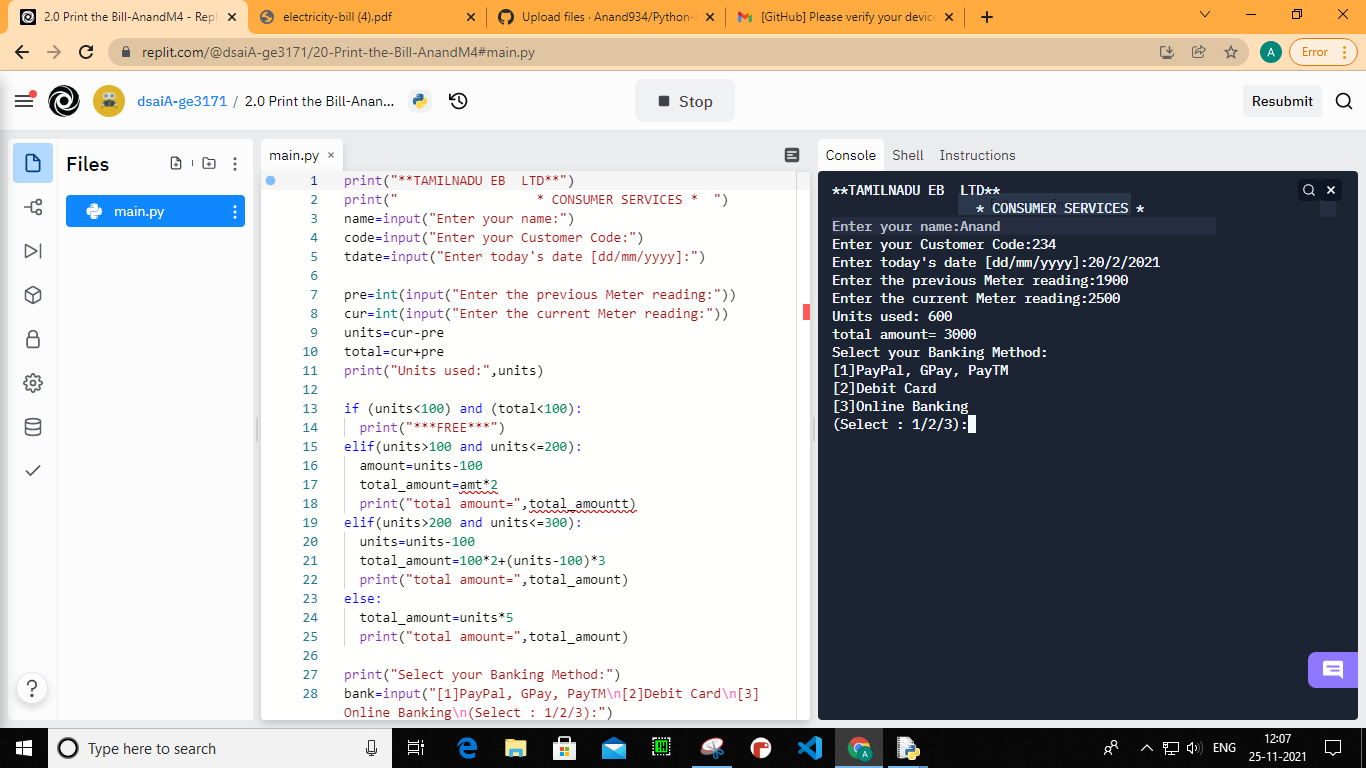 2.0 Print the Bill-AnandM4 - Repl
electricity-bill (4).pdf
Upload files · Anand934/Python-
[GitHub] Please verify your device
replit.com/@dsaiA-ge3171/20-Print-the-Bill-AnandM4#main.py
A
Error
dsaiA-ge3171 / 2.0 Print the Bill-Anan...
Stop
Resubmit
Files
main.py
main.py
1 print("**TAMILNADU EB  LTD**")
2 print("                  * CONSUMER SERVICES *  ")
3 name=input("Enter your name:")
4 code=input("Enter your Customer Code:")
5 tdate=input("Enter today's date [dd/mm/yyyy]:")
6
7 pre=int(input("Enter the previous Meter reading:"))
8 cur=int(input("Enter the current Meter reading:"))
9 units=cur-pre
10 total=cur+pre
11 print("Units used:",units)
12
13 if (units<100) and (total<100):
14   print("***FREE***")
15 elif(units>100 and units<=200):
16   amount=units-100
17   total_amount=amt*2
18   print("total amount=",total_amountt)
19 elif(units>200 and units<=300):
20   units=units-100
21   total_amount=100*2+(units-100)*3
22   print("total amount=",total_amount)
23 else:
24   total_amount=units*5
25   print("total amount=",total_amount)
26
27 print("Select your Banking Method:")
28 bank=input("[1]PayPal, GPay, PayTM\n[2]Debit Card\n[3]
Online Banking\n(Select : 1/2/3):")
Console Shell Instructions
**TAMILNADU EB  LTD**
                  * CONSUMER SERVICES *
Enter your name:Anand
Enter your Customer Code:234
Enter today's date [dd/mm/yyyy]:20/2/2021
Enter the previous Meter reading:1900
Enter the current Meter reading:2500
Units used: 600
total amount= 3000
Select your Banking Method:
[1]PayPal, GPay, PayTM
[2]Debit Card
[3]Online Banking
(Select : 1/2/3):
?
Type here to search
ENG
12:07
25-11-2021